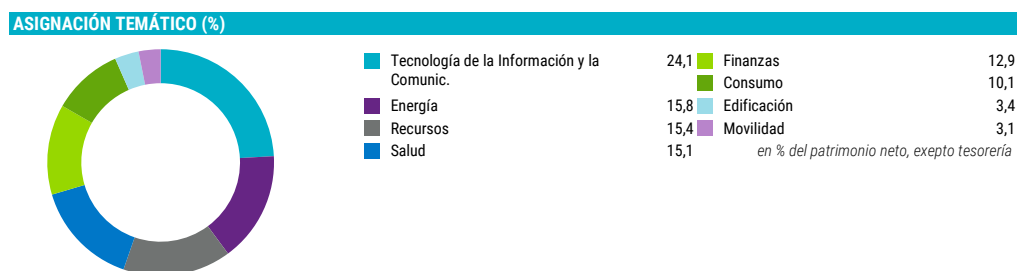 ASIGNACIÓN TEMÁTICO (%)
Tecnología de la Información y la Comunic. 24,1
Energía 15,8
Recursos 15,4
Salud 15,1
Finanzas 12,9
Consumo 10,1
Edificación 3,4
Movilidad 3,1
en % del patrimonio neto, exepto tesorería